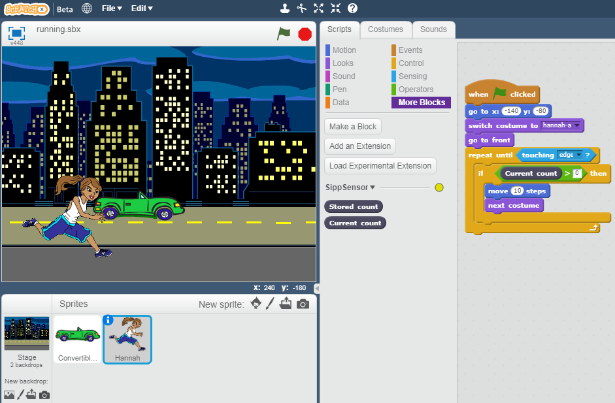 Beta File▼ Edit▼
running.sbx
v448
Scripts Costumes Sounds
Motion Events
Looks Control
Sound Sensing
Pen Operators
Data More Blocks
Make a Block
Add an Extension
Load Experimental Extension
SippSensor ▼
Stored count
Current count
when clicked
go to x: -140 y: -80
switch costume to hannah-a ▼
go to front
repeat until touching edge ▼ ?
if Current count > then
move 10 steps
next costume
x: 240 y: -180
Sprites New sprite:
Stage
2 backdrops
New backdrop:
Convertibl...
Hannah